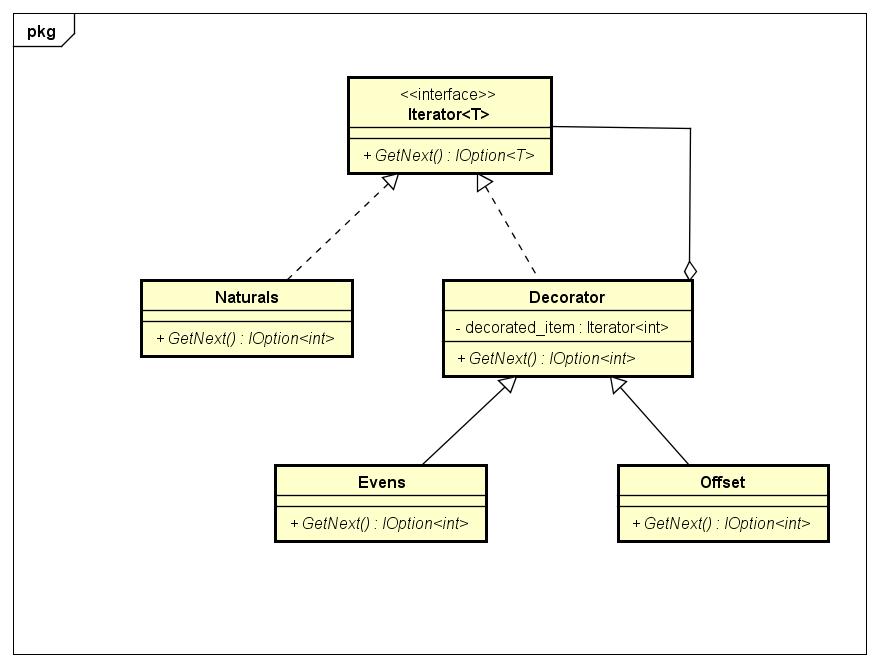 pkg
<<interface>>
Iterator<T>
+ GetNext() : IOption<T>
Naturals
+ GetNext() : IOption<int>
Decorator
- decorated_item : Iterator<int>
+ GetNext() : IOption<int>
Evens
+ GetNext() : IOption<int>
Offset
+ GetNext() : IOption<int>